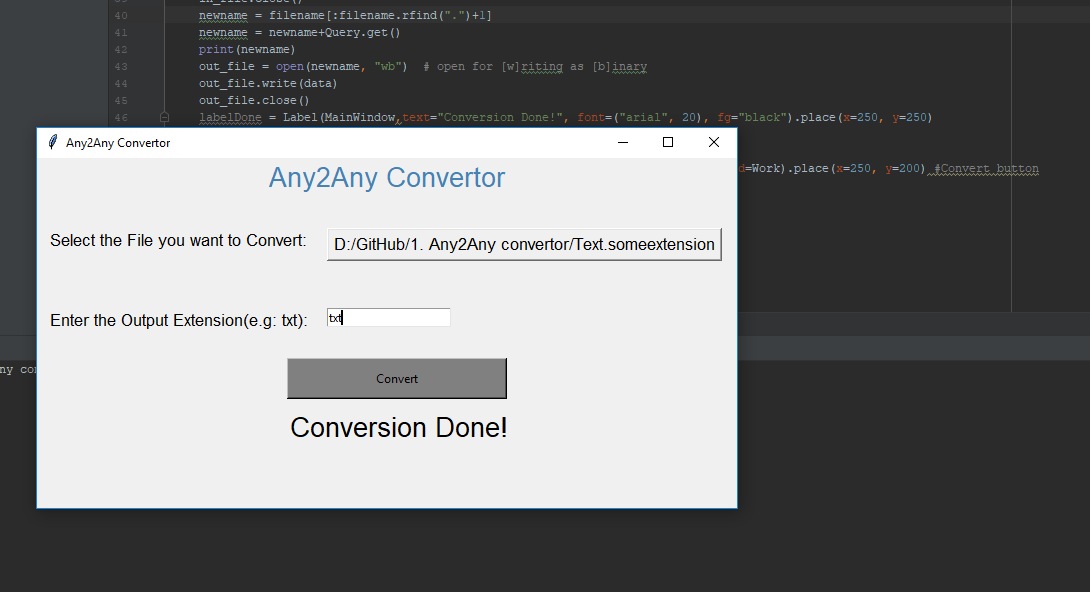 39 in_file.close()
40 newname = filename[:filename.rfind(".")+1]
41 newname = newname+Query.get()
42 print(newname)
43 out_file = open(newname, "wb")  # open for [w]riting as [b]inary
44 out_file.write(data)
45 out_file.close()
46 labelDone = Label(MainWindow,text="Conversion Done!", font=("arial", 20), fg="black").place(x=250, y=250)
d=Work).place(x=250, y=200) #Convert button
Any2Any Convertor
Any2Any Convertor
Select the File you want to Convert: D:/GitHub/1. Any2Any convertor/Text.someextension
Enter the Output Extension(e.g: txt): txt
Convert
Conversion Done!